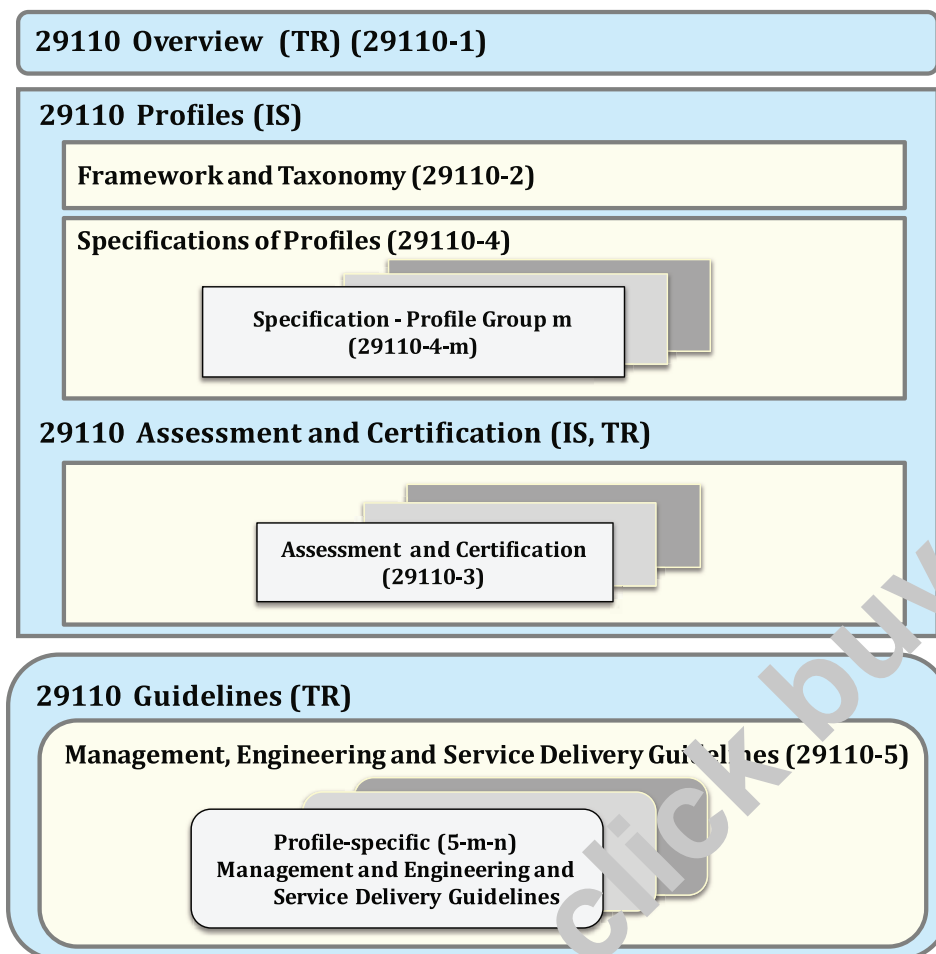 29110 Overview (TR) (29110-1)
29110 Profiles (IS)
Framework and Taxonomy (29110-2)
Specifications of Profiles (29110-4)
Specification - Profile Group m
(29110-4-m)
29110 Assessment and Certification (IS, TR)
Assessment and Certification
(29110-3)
29110 Guidelines (TR)
Management, Engineering and Service Delivery Guidelines (29110-5)
Profile-specific (5-m-n)
Management and Engineering and
Service Delivery Guidelines
click buy